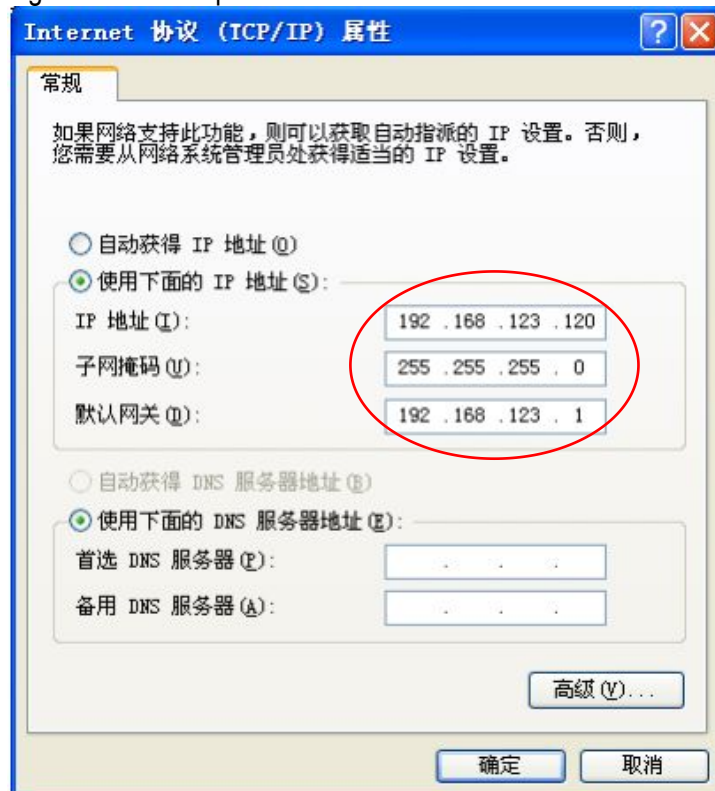 Internet 协议 (TCP/IP) 属性
常规
如果网络支持此功能，则可以获取自动指派的 IP 设置。否则，
您需要从网络系统管理员处获得适当的 IP 设置。
自动获得 IP 地址(O)
使用下面的 IP 地址(S):
IP 地址(I): 192 .168 .123 .120
子网掩码(U): 255 .255 .255 . 0
默认网关(D): 192 .168 .123 . 1
自动获得 DNS 服务器地址(B)
使用下面的 DNS 服务器地址(E):
首选 DNS 服务器(P): . . .
备用 DNS 服务器(A): . . .
高级(V)...
确定 取消